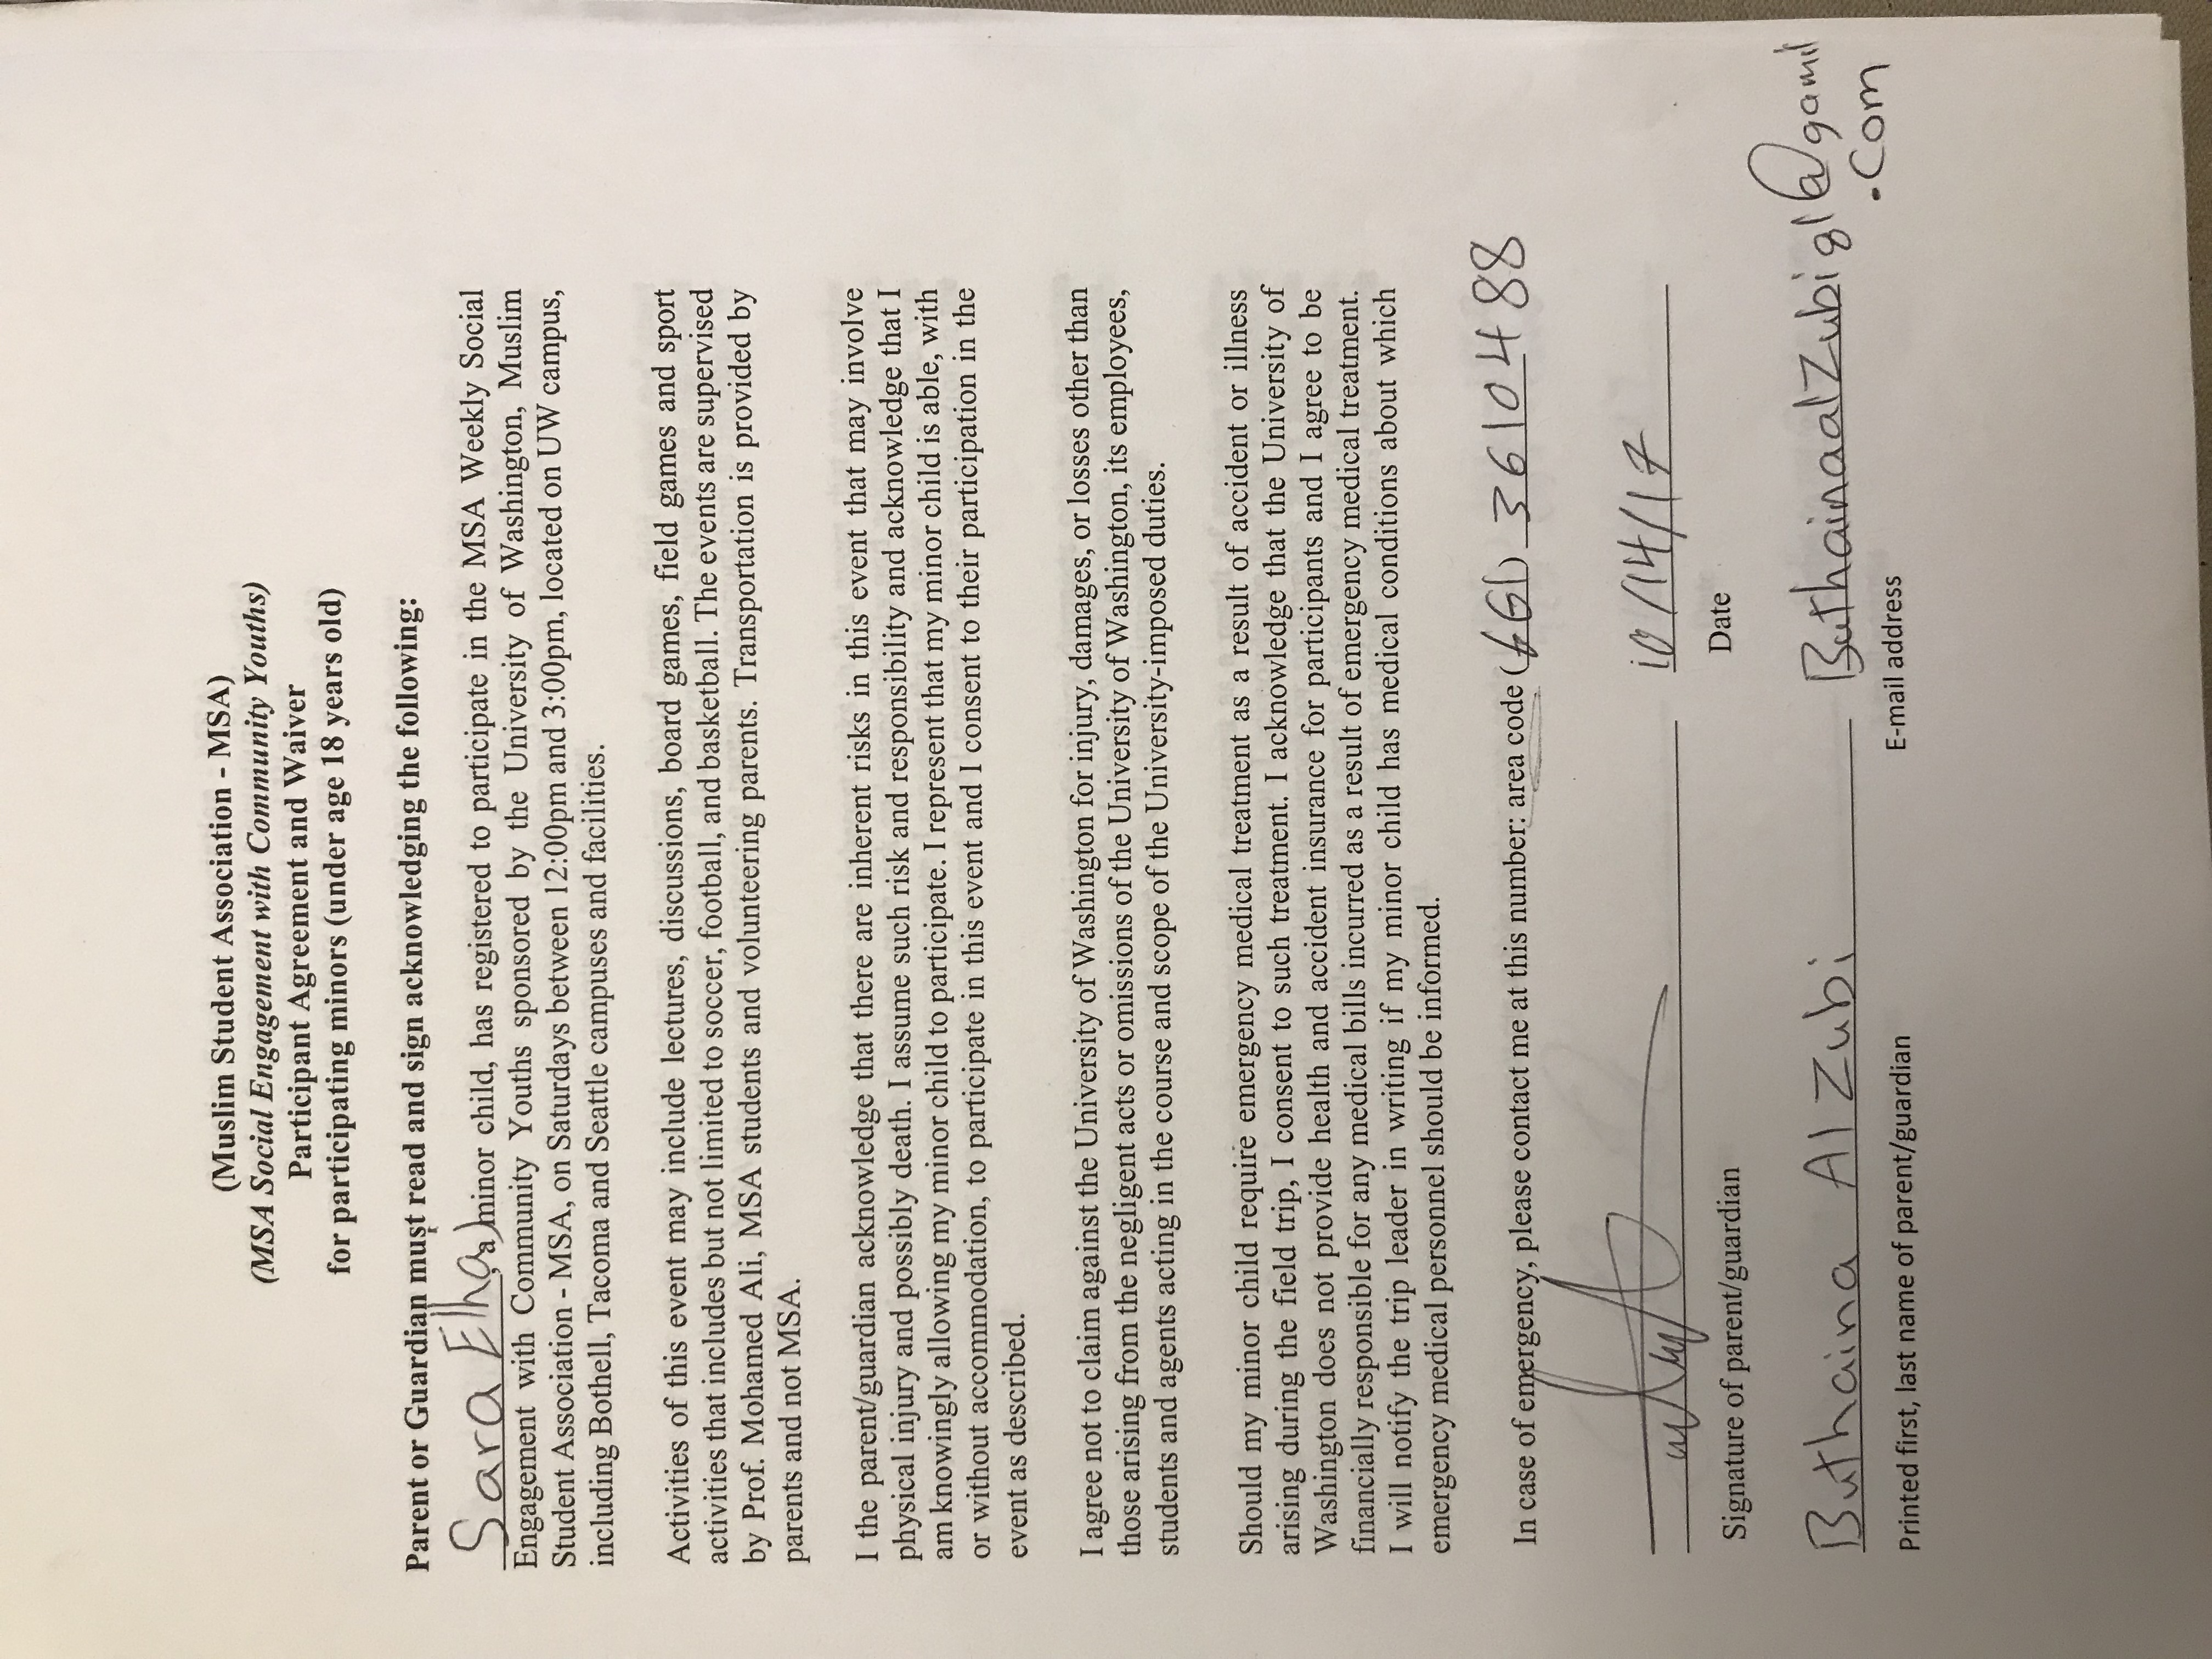 (Muslim Student Association - MSA)
(MSA Social Engagement with Community Youths)
Participant Agreement and Waiver
for participating minors (under age 18 years old)
Parent or Guardian must read and sign acknowledging the following:
Sara , a minor child, has registered to participate in the MSA Weekly Social
Engagement with Community Youths sponsored by the University of Washington, Muslim
Student Association - MSA, on Saturdays between 12:00pm and 3:00pm, located on UW campus,
including Bothell, Tacoma and Seattle campuses and facilities.
Activities of this event may include lectures, discussions, board games, field games and sport
activities that includes but not limited to soccer, football, and basketball. The events are supervised
by Prof. Mohamed Ali, MSA students and volunteering parents. Transportation is provided by
parents and not MSA.
I the parent/guardian acknowledge that there are inherent risks in this event that may involve
physical injury and possibly death. I assume such risk and responsibility and acknowledge that I
am knowingly allowing my minor child to participate. I represent that my minor child is able, with
or without accommodation, to participate in this event and I consent to their participation in the
event as described.
I agree not to claim against the University of Washington for injury, damages, or losses other than
those arising from the negligent acts or omissions of the University of Washington, its employees,
students and agents acting in the course and scope of the University-imposed duties.
Should my minor child require emergency medical treatment as a result of accident or illness
arising during the field trip, I consent to such treatment. I acknowledge that the University of
Washington does not provide health and accident insurance for participants and I agree to be
financially responsible for any medical bills incurred as a result of emergency medical treatment.
I will notify the trip leader in writing if my minor child has medical conditions about which
emergency medical personnel should be informed.
In case of emergency, please contact me at this number: area code (661) 3610488
10/14/17
Signature of parent/guardian Date
Buthaina Al Zubi Buthainaalzubi91@gamil
.com
Printed first, last name of parent/guardian E-mail address